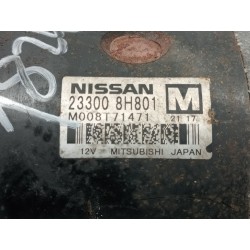 NISSAN
23300 8H801 M
M008T71471 21 17
12V MITSUBISHI JAPAN